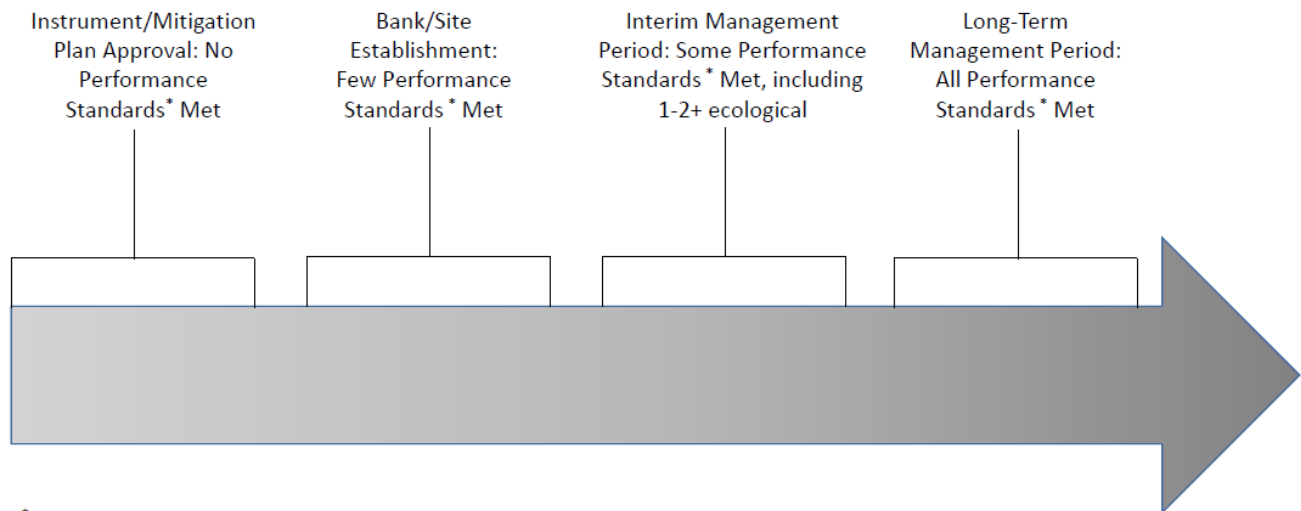 Instrument/Mitigation
Plan Approval: No
Performance
Standards* Met
Bank/Site
Establishment:
Few Performance
Standards * Met
Interim Management
Period: Some Performance
Standards * Met, including
1-2+ ecological
Long-Term
Management Period:
All Performance
Standards * Met
*